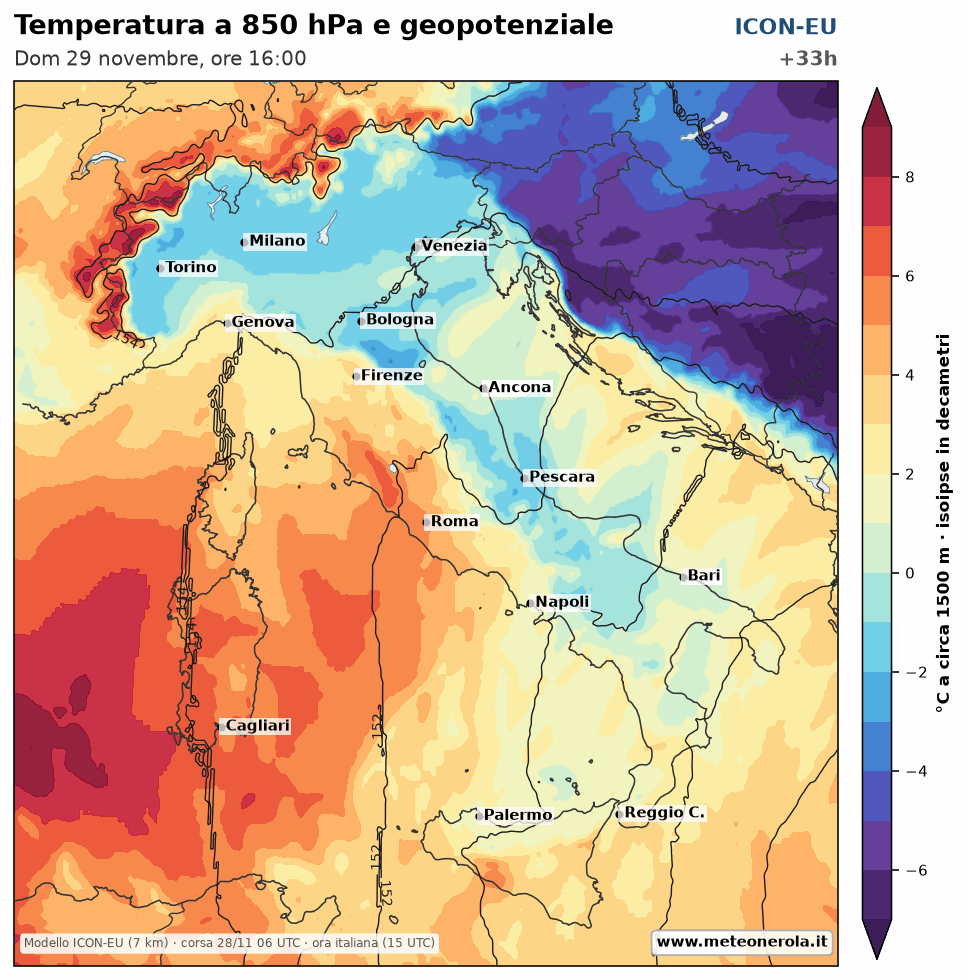 Temperatura a 850 hPa e geopotenziale
ICON-EU
Dom 29 novembre, ore 16:00
+33h
Milano
Venezia
Torino
Genova
Bologna
Firenze
Ancona
Pescara
Roma
Bari
Napoli
Cagliari
Palermo
Reggio C.
152
152
152
8
6
4
2
0
−2
−4
−6
°C a circa 1500 m · isoipse in decametri
Modello ICON-EU (7 km) · corsa 28/11 06 UTC · ora italiana (15 UTC)
www.meteonerola.it